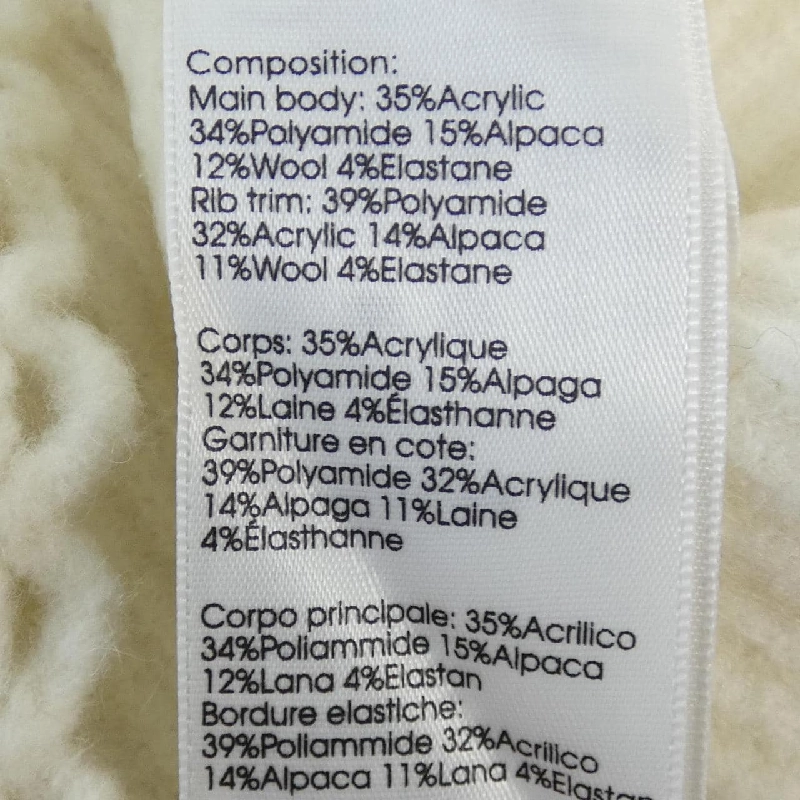 Composition:
Main body: 35%Acrylic
34%Polyamide 15%Alpaca
12%Wool 4%Elastane
Rib trim: 39%Polyamide
32%Acrylic 14%Alpaca
11%Wool 4%Elastane
Corps: 35%Acrylique
34%Polyamide 15%Alpaga
12%Laine 4%Élasthanne
Garniture en cote:
39%Polyamide 32%Acrylique
14%Alpaga 11%Laine
4%Élasthanne
Corpo principale: 35%Acrilico
34%Poliammide 15%Alpaca
12%Lana 4%Elastan
Bordure elastiche:
39%Poliammide 32%Acrilico
14%Alpaca 11%Lana 4%Elastan